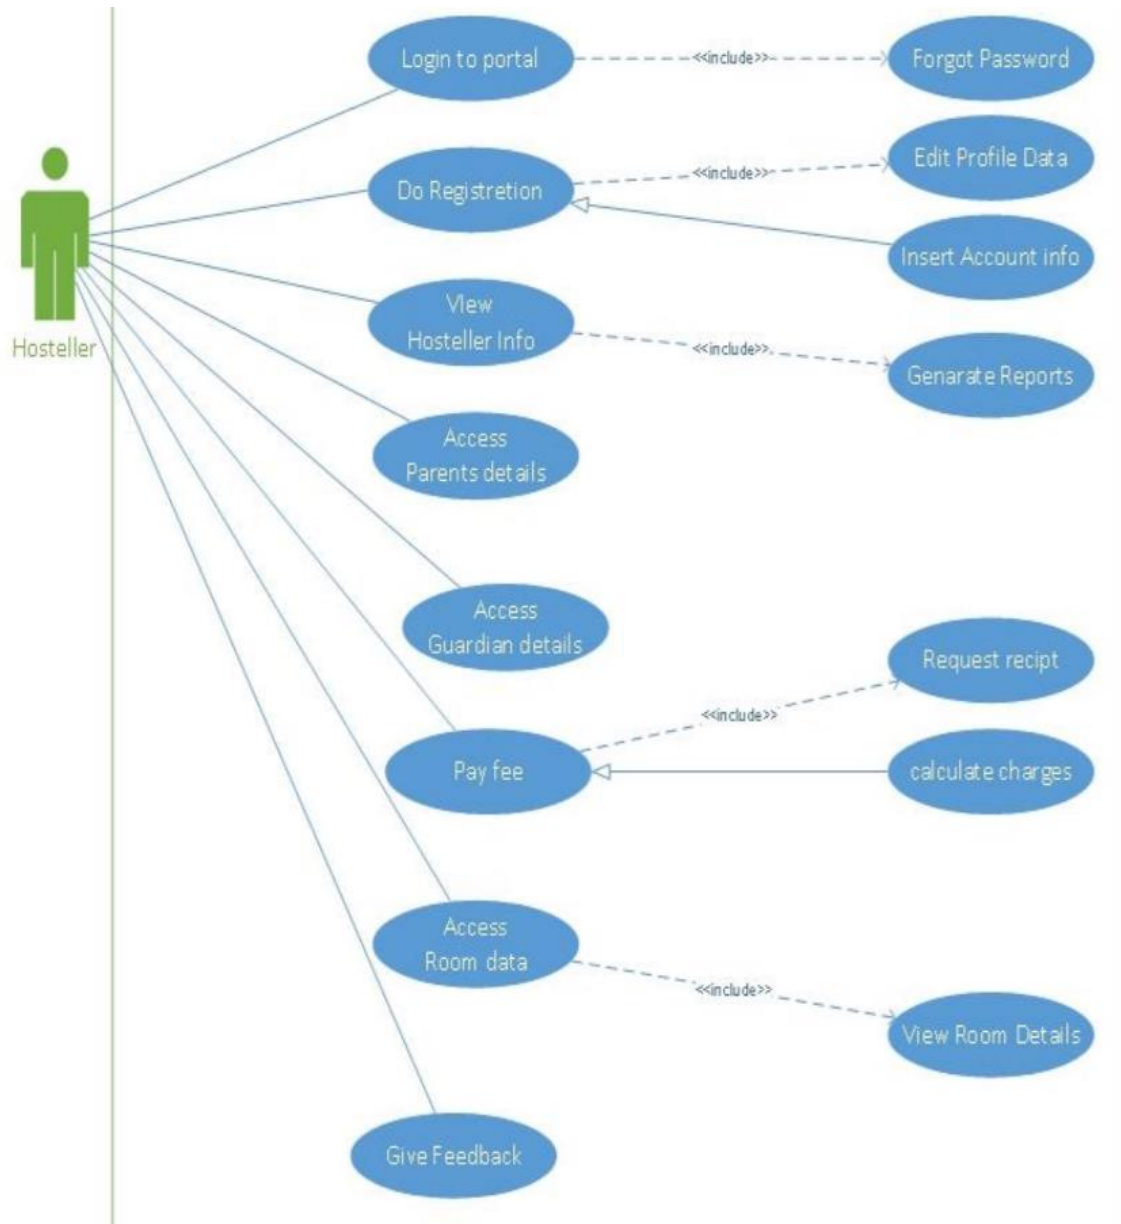 Login to portal
<<include>>
Forgot Password
Do Registretion
<<include>>
Edit Profile Data
Insert Account info
Hosteller
VIew
Hosteller Info
<<include>>
Genarate Reports
Access
Parents details
Access
Guardian details
Request recipt
<<include>>
Pay fee
calculate charges
Access
Room data
<<include>>
View Room Details
Give Feedback